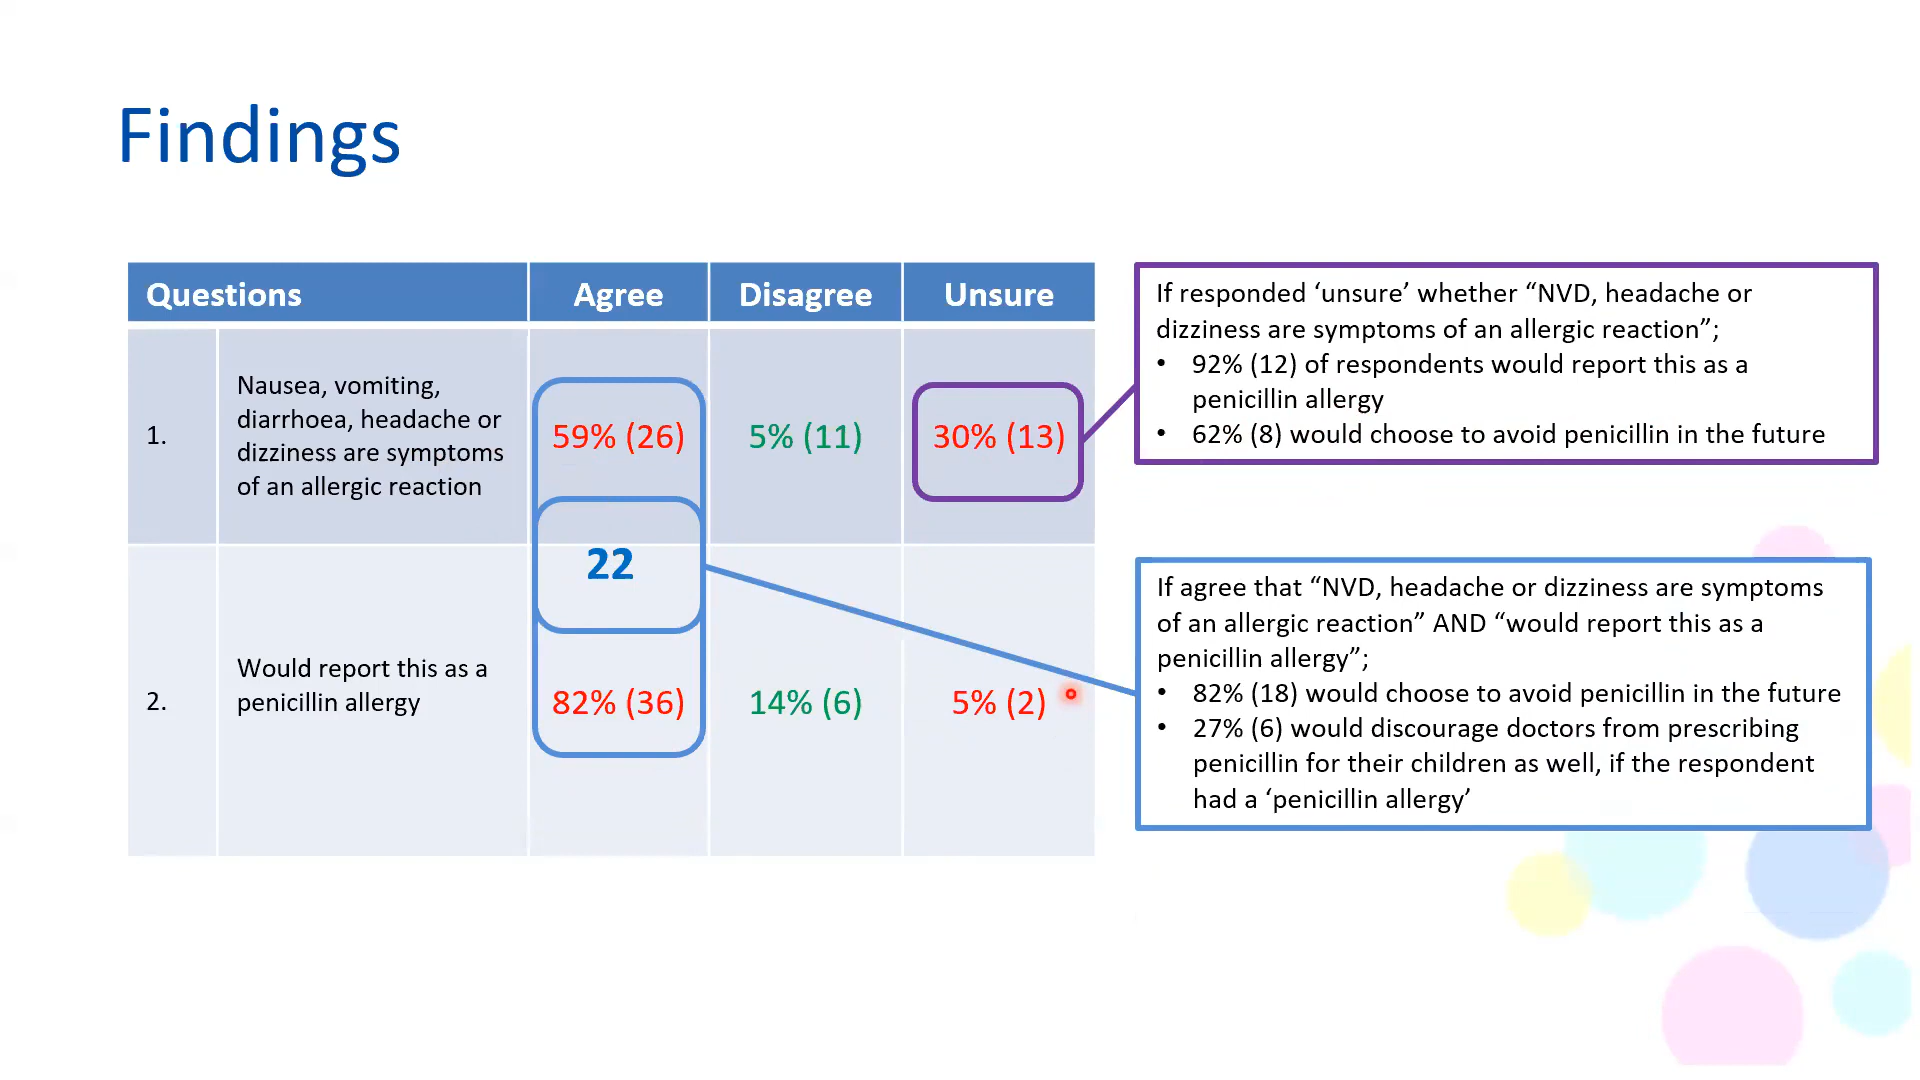 Findings
Questions Agree Disagree Unsure
1.
Nausea, vomiting,
diarrhoea, headache or
dizziness are symptoms
of an allergic reaction
59% (26) 5% (11) 30% (13)
22
2.
Would report this as a
penicillin allergy
82% (36) 14% (6) 5% (2)
If responded ‘unsure’ whether “NVD, headache or
dizziness are symptoms of an allergic reaction”;
• 92% (12) of respondents would report this as a
penicillin allergy
• 62% (8) would choose to avoid penicillin in the future
If agree that “NVD, headache or dizziness are symptoms
of an allergic reaction” AND “would report this as a
penicillin allergy”;
• 82% (18) would choose to avoid penicillin in the future
• 27% (6) would discourage doctors from prescribing
penicillin for their children as well, if the respondent
had a ‘penicillin allergy’